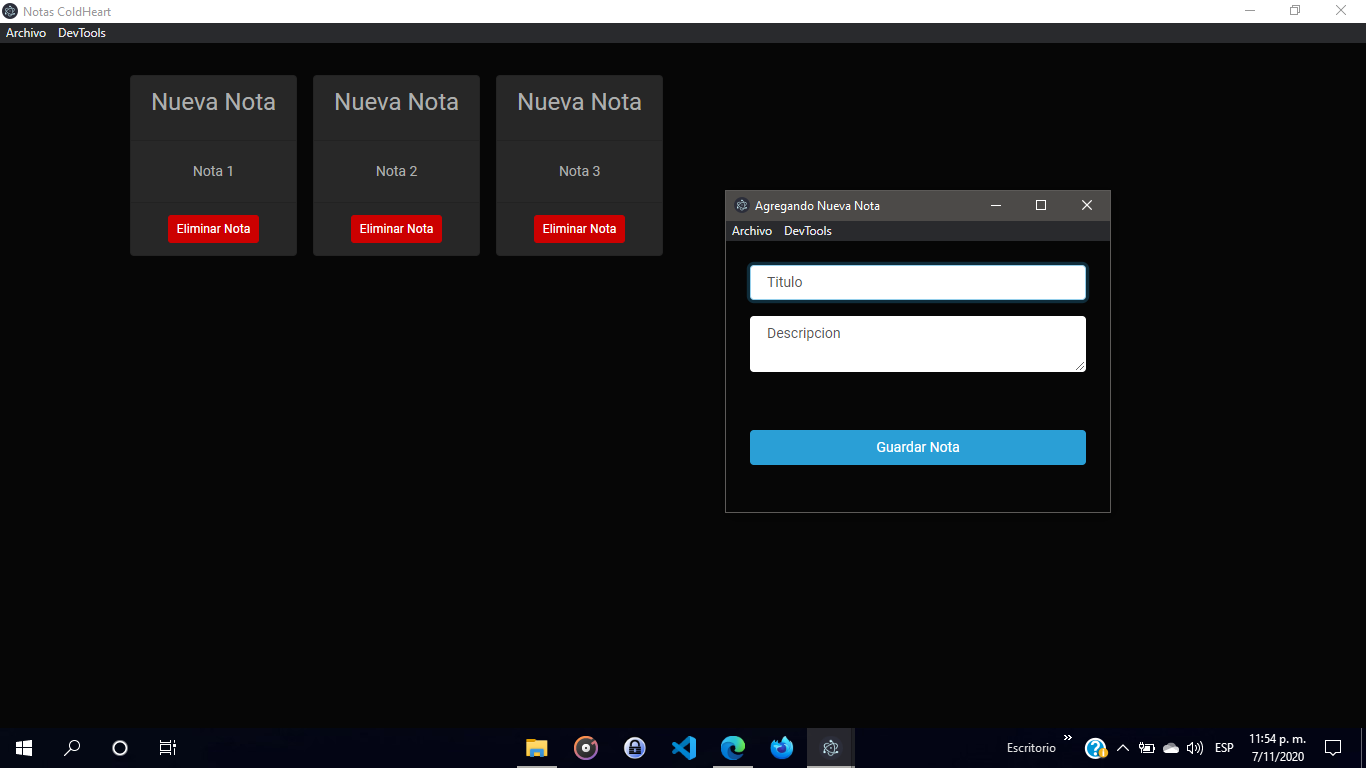 Notas ColdHeart
Archivo DevTools
Nueva Nota
Nota 1
Eliminar Nota
Nueva Nota
Nota 2
Eliminar Nota
Nueva Nota
Nota 3
Eliminar Nota
Agregando Nueva Nota
Archivo DevTools
Titulo
Descripcion
Guardar Nota
Escritorio
ESP
11:54 p. m.
7/11/2020